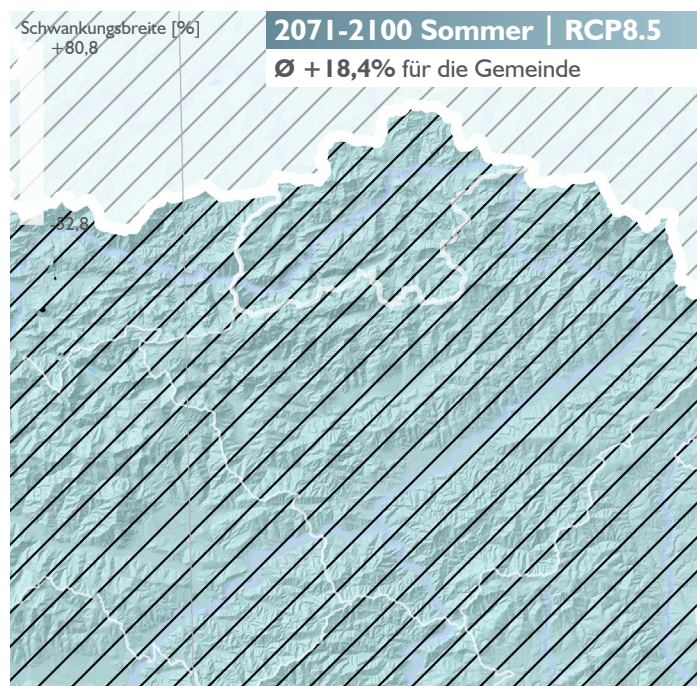 Schwankungsbreite [%]
+80,8
2071-2100 Sommer | RCP8.5
Ø +18,4% für die Gemeinde
-52,8